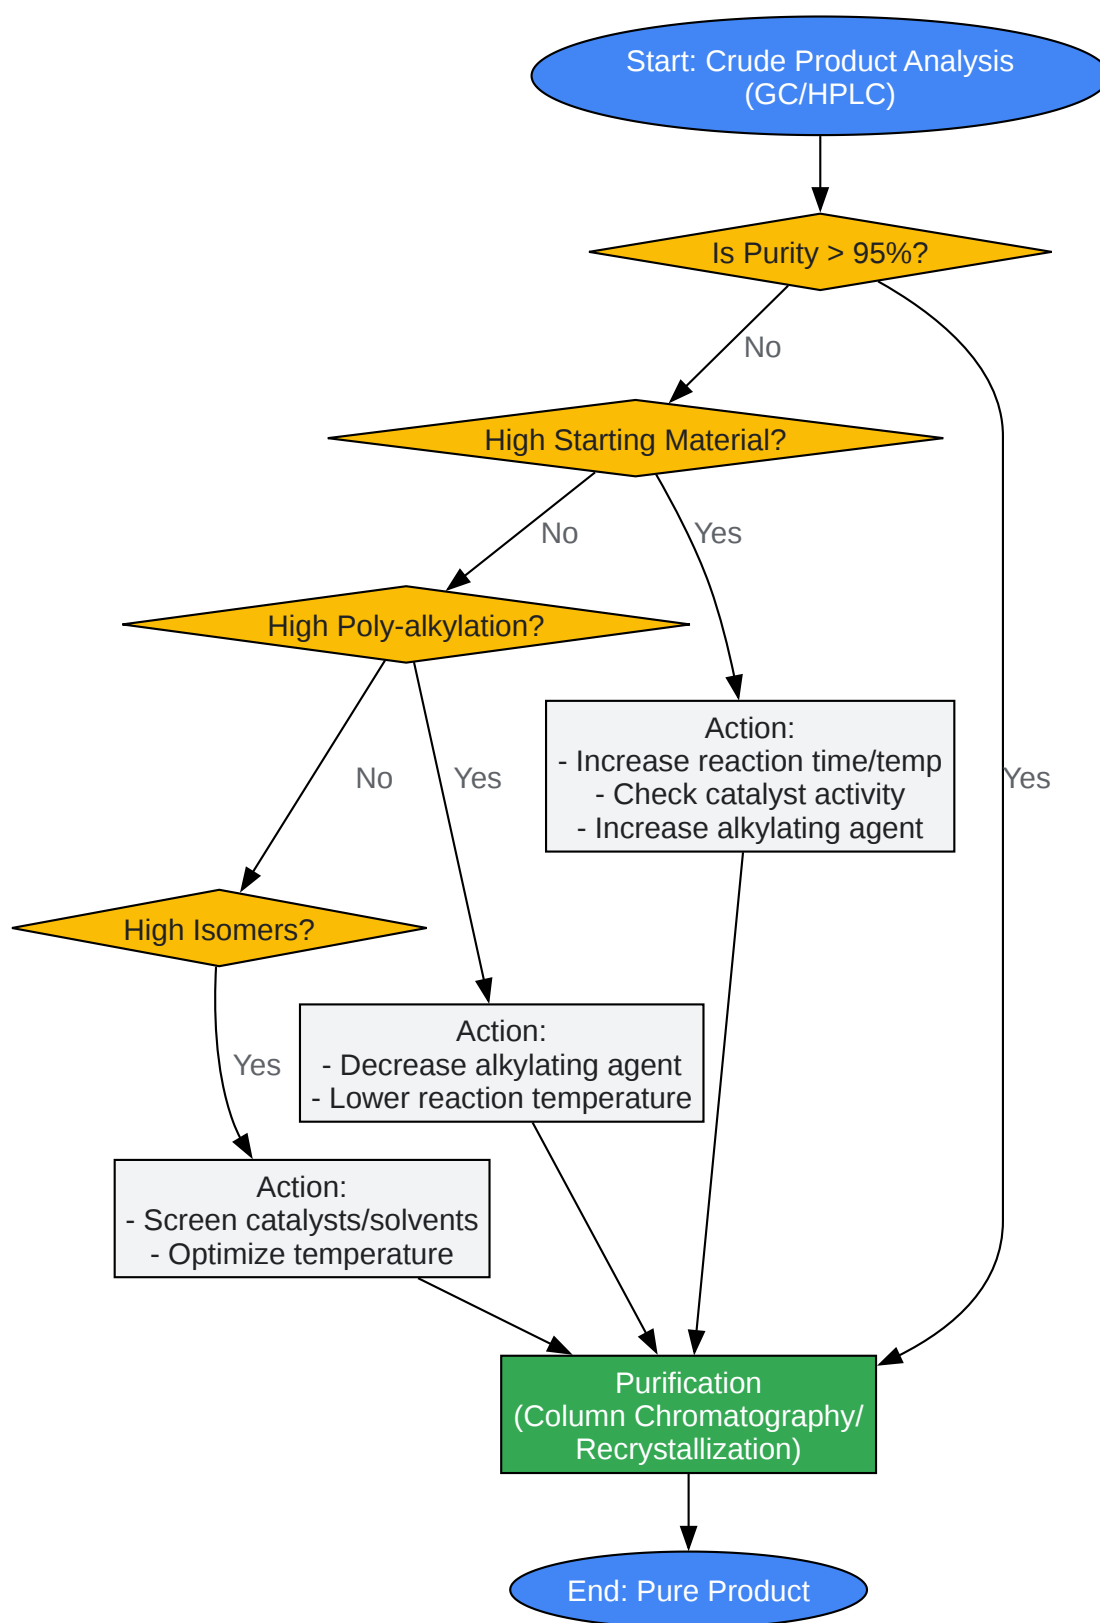 Start: Crude Product Analysis
(GC/HPLC)
Is Purity > 95%?
No
High Starting Material?
No
Yes
High Poly-alkylation?
Action:
- Increase reaction time/temp
- Check catalyst activity
- Increase alkylating agent
No
Yes
Yes
High Isomers?
Action:
- Decrease alkylating agent
- Lower reaction temperature
Yes
Action:
- Screen catalysts/solvents
- Optimize temperature
Purification
(Column Chromatography/
Recrystallization)
End: Pure Product